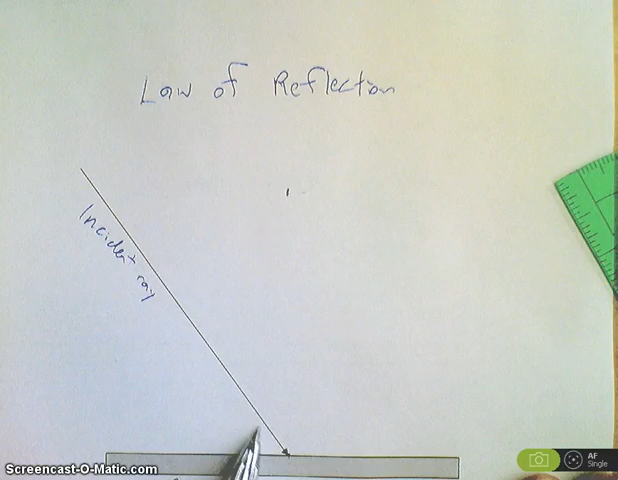 Law of Reflection
Incident ray
Screencast-O-Matic.com
AF
Single